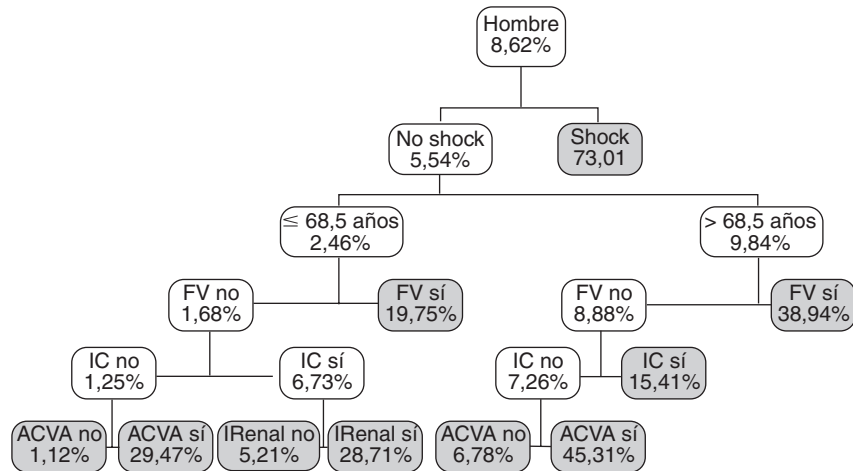 Hombre
8,62%
No shock
5,54%
Shock
73,01
≤ 68,5 años
2,46%
> 68,5 años
9,84%
FV no
1,68%
FV sí
19,75%
FV no
8,88%
FV sí
38,94%
IC no
1,25%
IC sí
6,73%
IC no
7,26%
IC sí
15,41%
ACVA no
1,12%
ACVA sí
29,47%
IRenal no
5,21%
IRenal sí
28,71%
ACVA no
6,78%
ACVA sí
45,31%